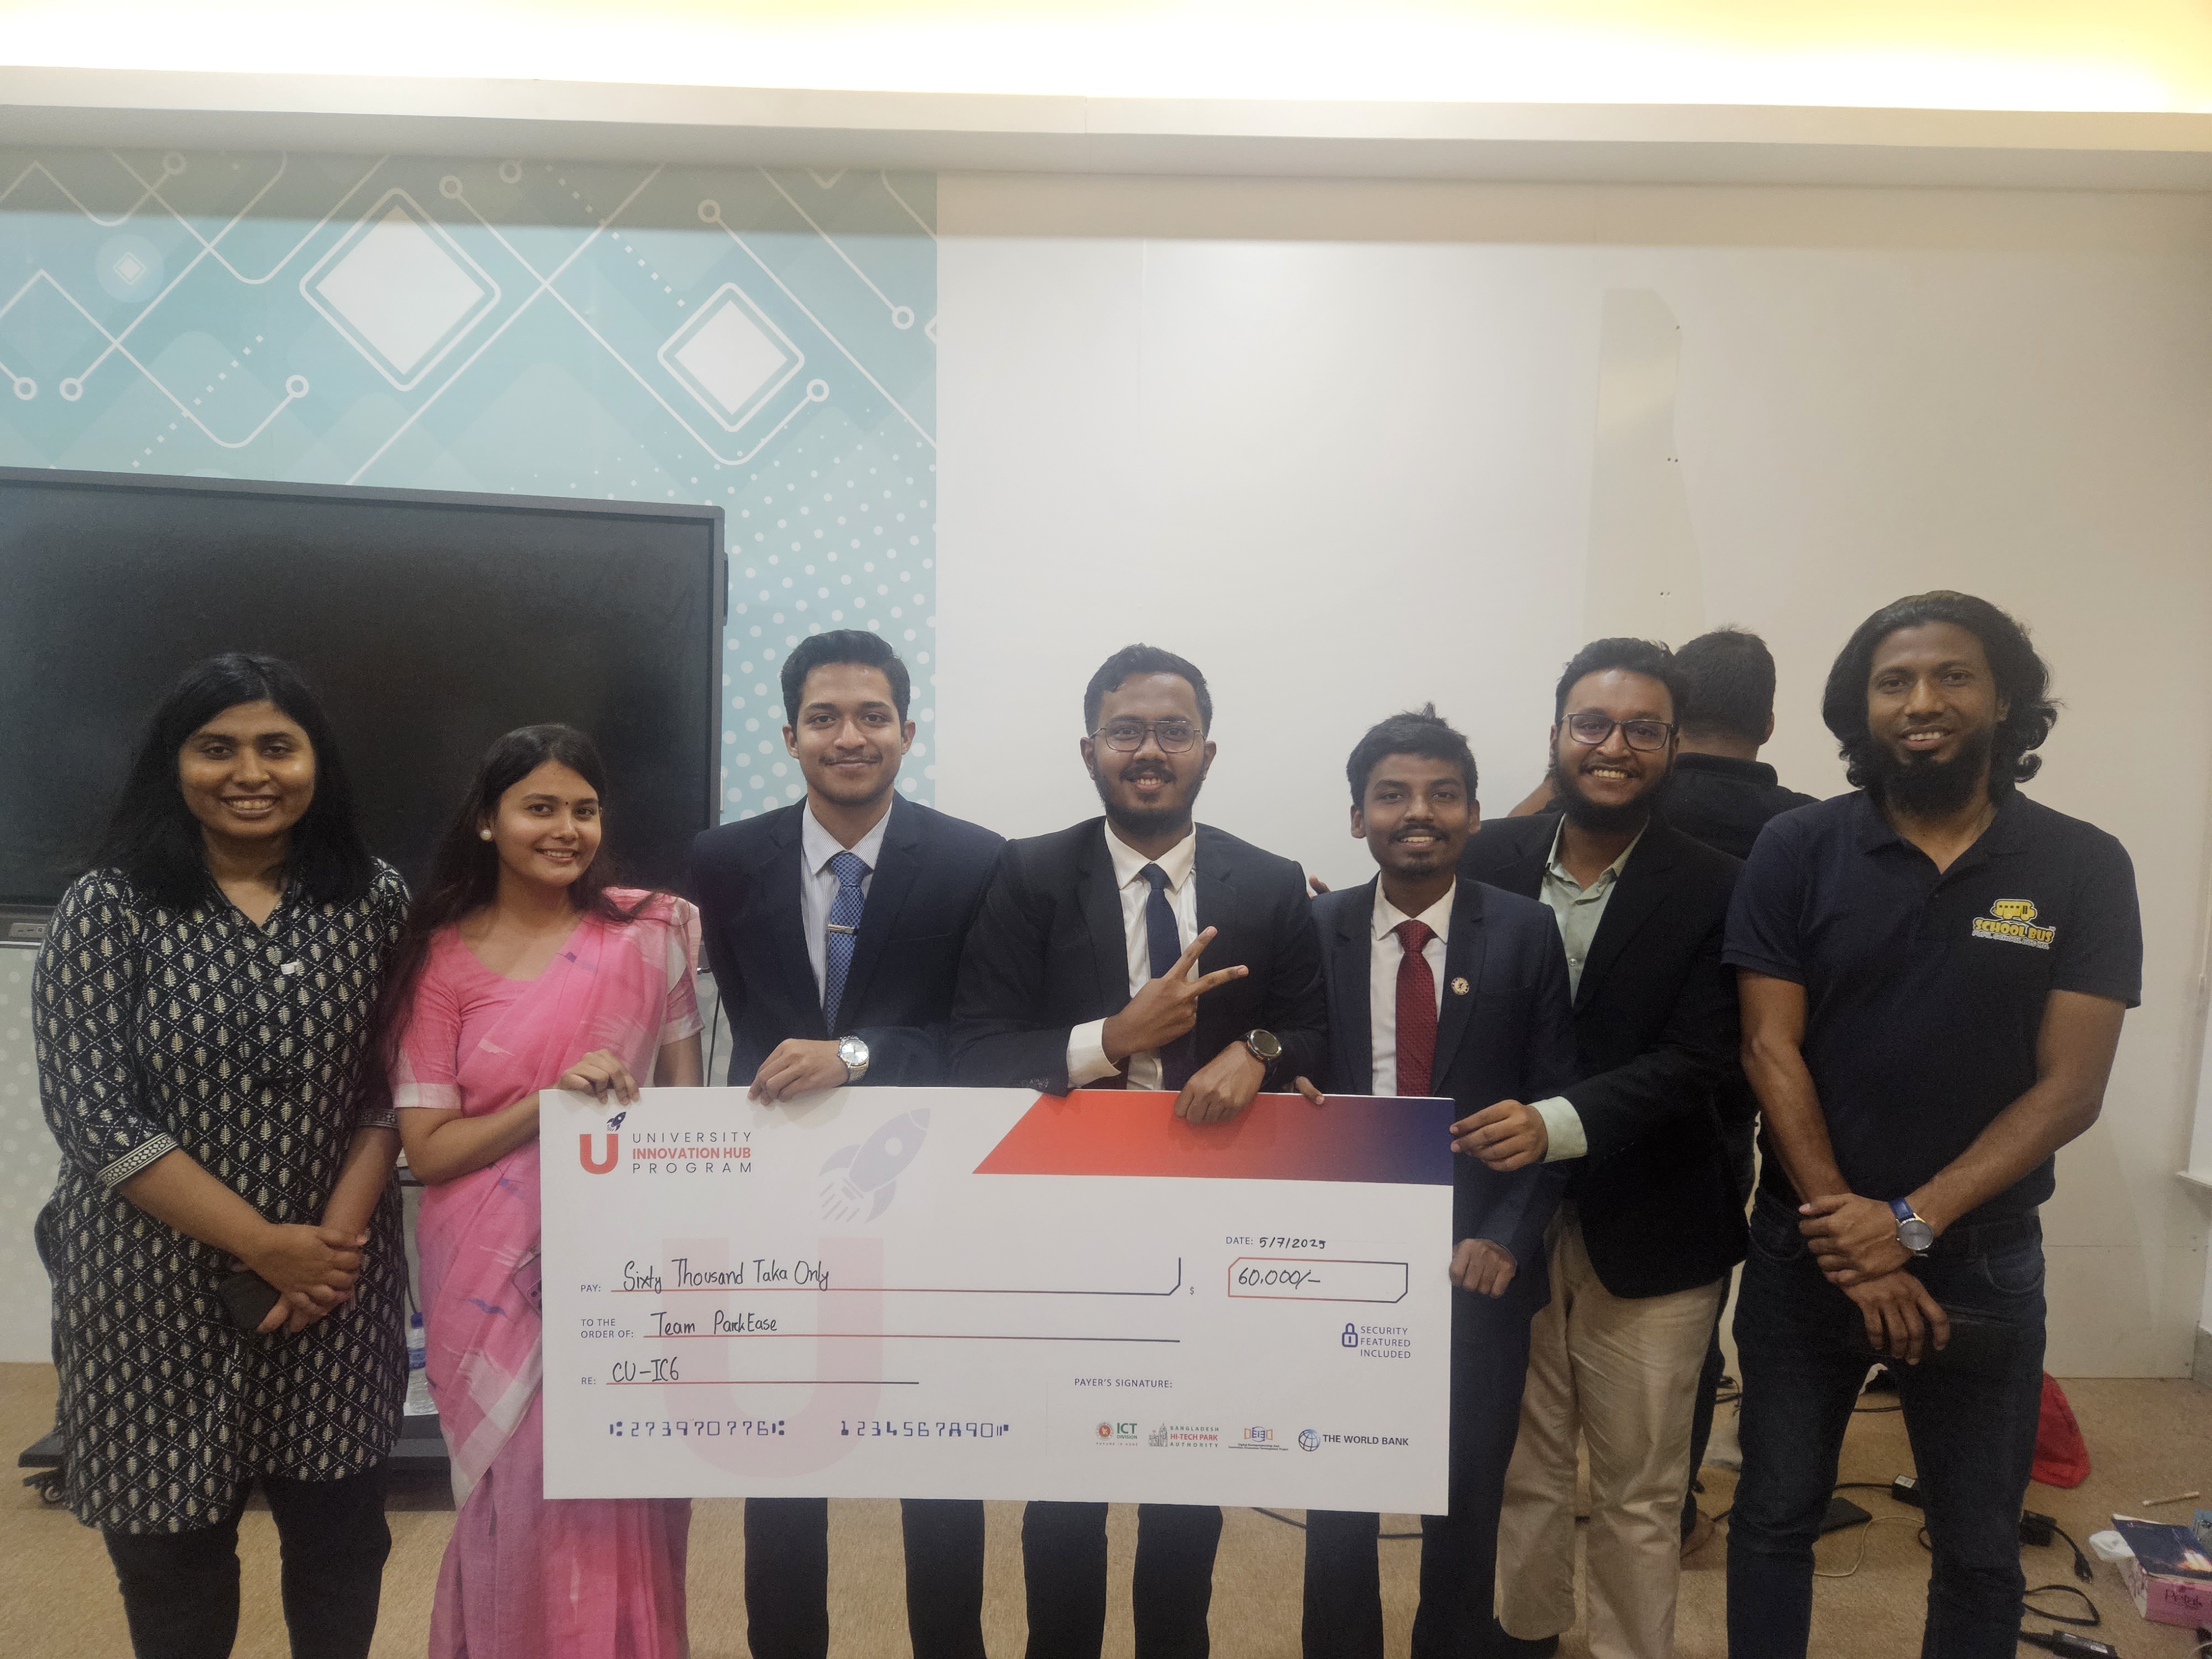 SCHOOL BUS
UNIVERSITY
INNOVATION HUB
PROGRAM
DATE: 5/7/2025
PAY: Sixty Thousand Taka Only
$ 60,000/-
TO THE
ORDER OF: Team ParkEase
SECURITY
FEATURED
INCLUDED
RE: CU-IC6
PAYER'S SIGNATURE:
273970776
1234567890
ICT
DIVISION
BANGLADESH
HI-TECH PARK
AUTHORITY
THE WORLD BANK